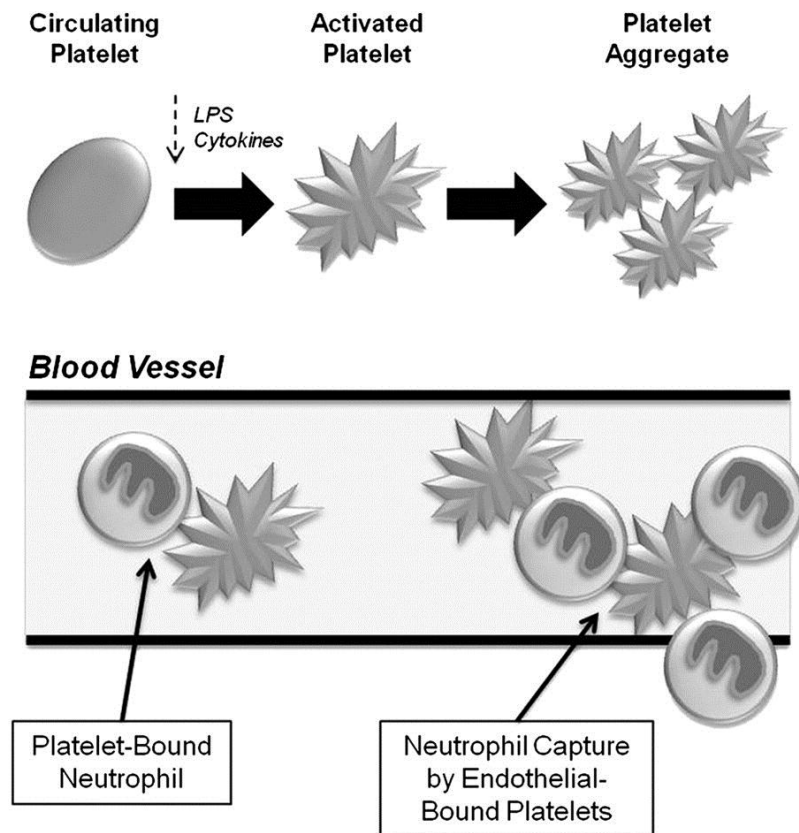 Circulating
Platelet
Activated
Platelet
Platelet
Aggregate
LPS
Cytokines
Blood Vessel
Platelet-Bound
Neutrophil
Neutrophil Capture
by Endothelial-
Bound Platelets